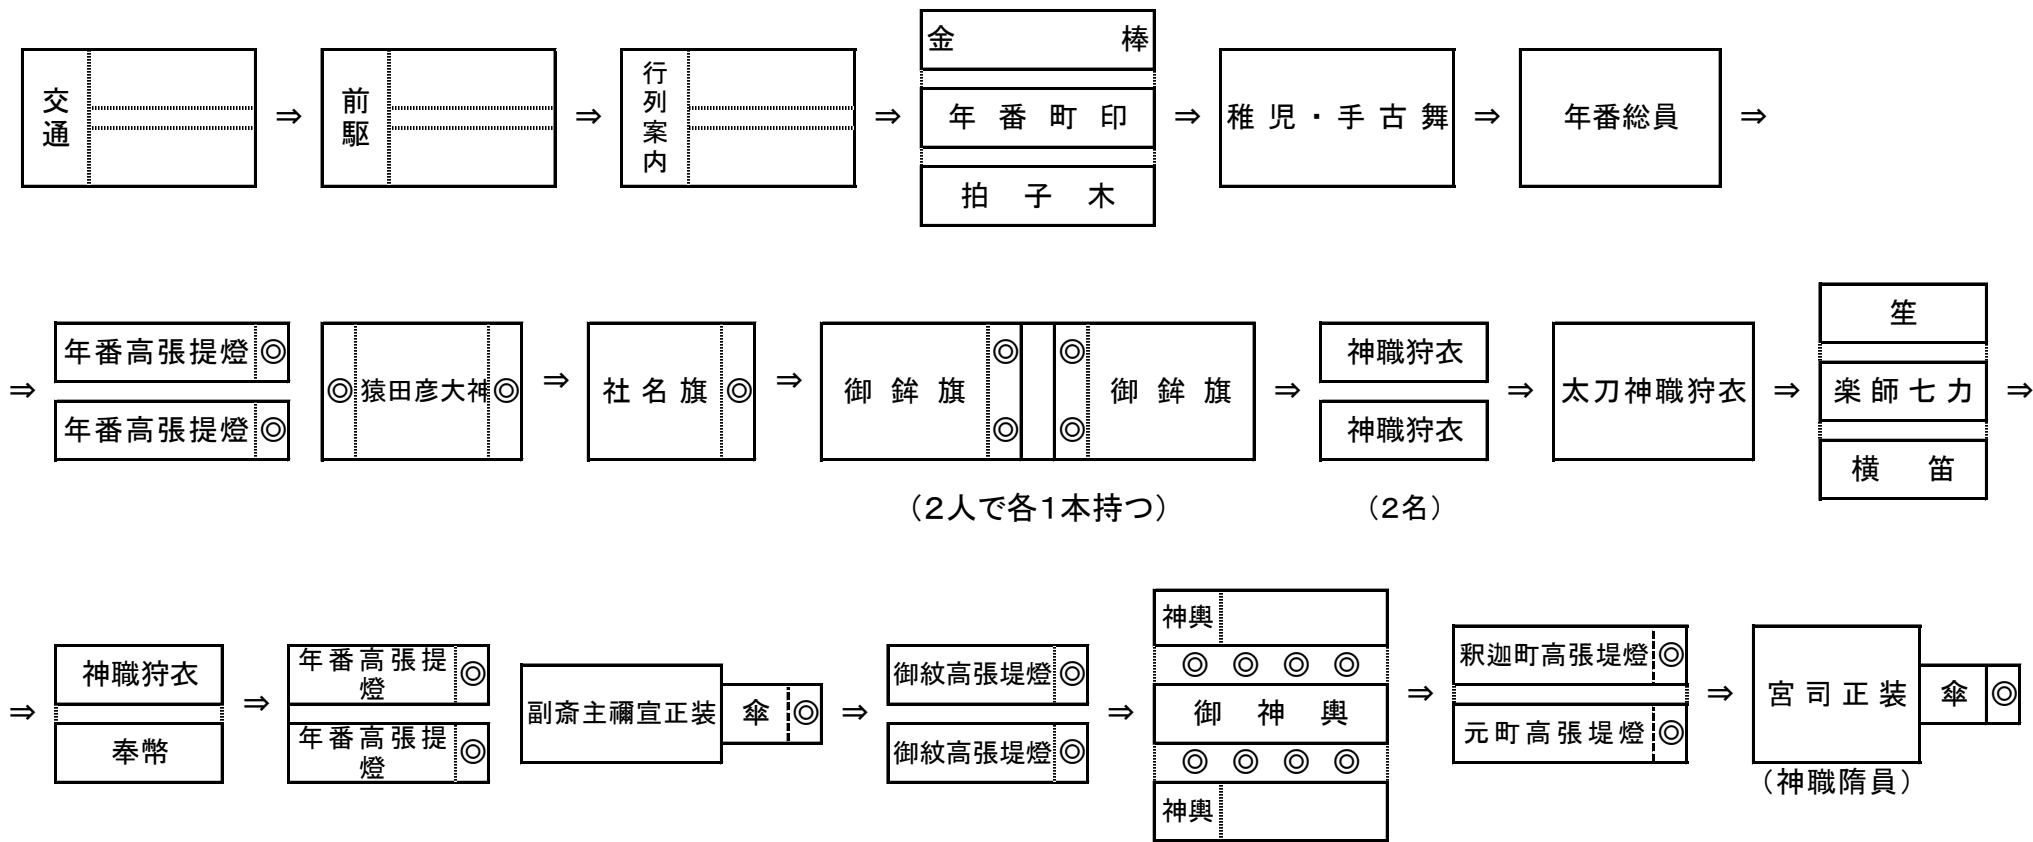 交通 ⇒ 前駆 ⇒ 行列案内 ⇒
金棒
年番町印
拍子木
⇒ 稚児・手古舞 ⇒ 年番総員 ⇒
⇒
年番高張提燈 ◎
年番高張提燈 ◎
◎ 猿田彦大神 ◎ ⇒ 社名旗 ◎ ⇒
御鉾旗 ◎ ◎
◎ ◎ 御鉾旗
(2人で各1本持つ)
⇒
神職狩衣
神職狩衣
(2名)
⇒ 太刀神職狩衣 ⇒
笙
楽師七力
横笛
⇒
⇒
神職狩衣
奉幣
⇒
年番高張提
燈 ◎
年番高張提
燈 ◎
副斎主禰宣正装 傘 ◎ ⇒
御紋高張堤燈 ◎
御紋高張堤燈 ◎
⇒
神輿
◎ ◎ ◎ ◎
御神輿
◎ ◎ ◎ ◎
神輿
⇒
釈迦町高張堤燈 ◎
元町高張堤燈 ◎
⇒ 宮司正装 傘 ◎
(神職隋員)